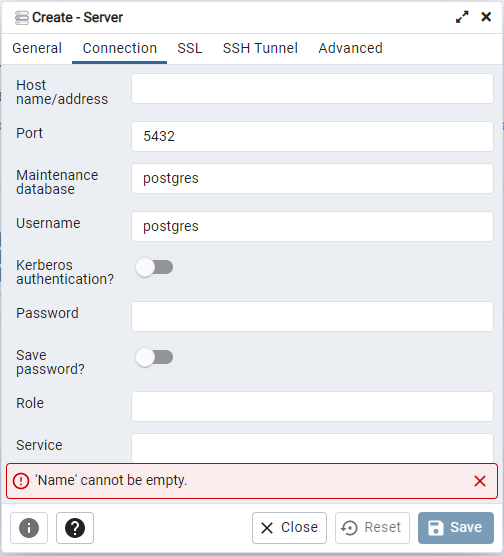 Create - Server
General Connection SSL SSH Tunnel Advanced
Host
name/address
Port 5432
Maintenance
database postgres
Username postgres
Kerberos
authentication?
Password
Save
password?
Role
Service
'Name' cannot be empty.
Close Reset Save